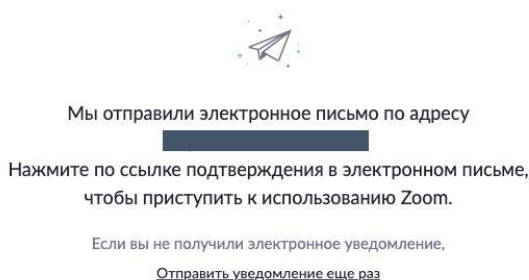 Мы отправили электронное письмо по адресу
Нажмите по ссылке подтверждения в электронном письме,
чтобы приступить к использованию Zoom.
Если вы не получили электронное уведомление,
Отправить уведомление еще раз